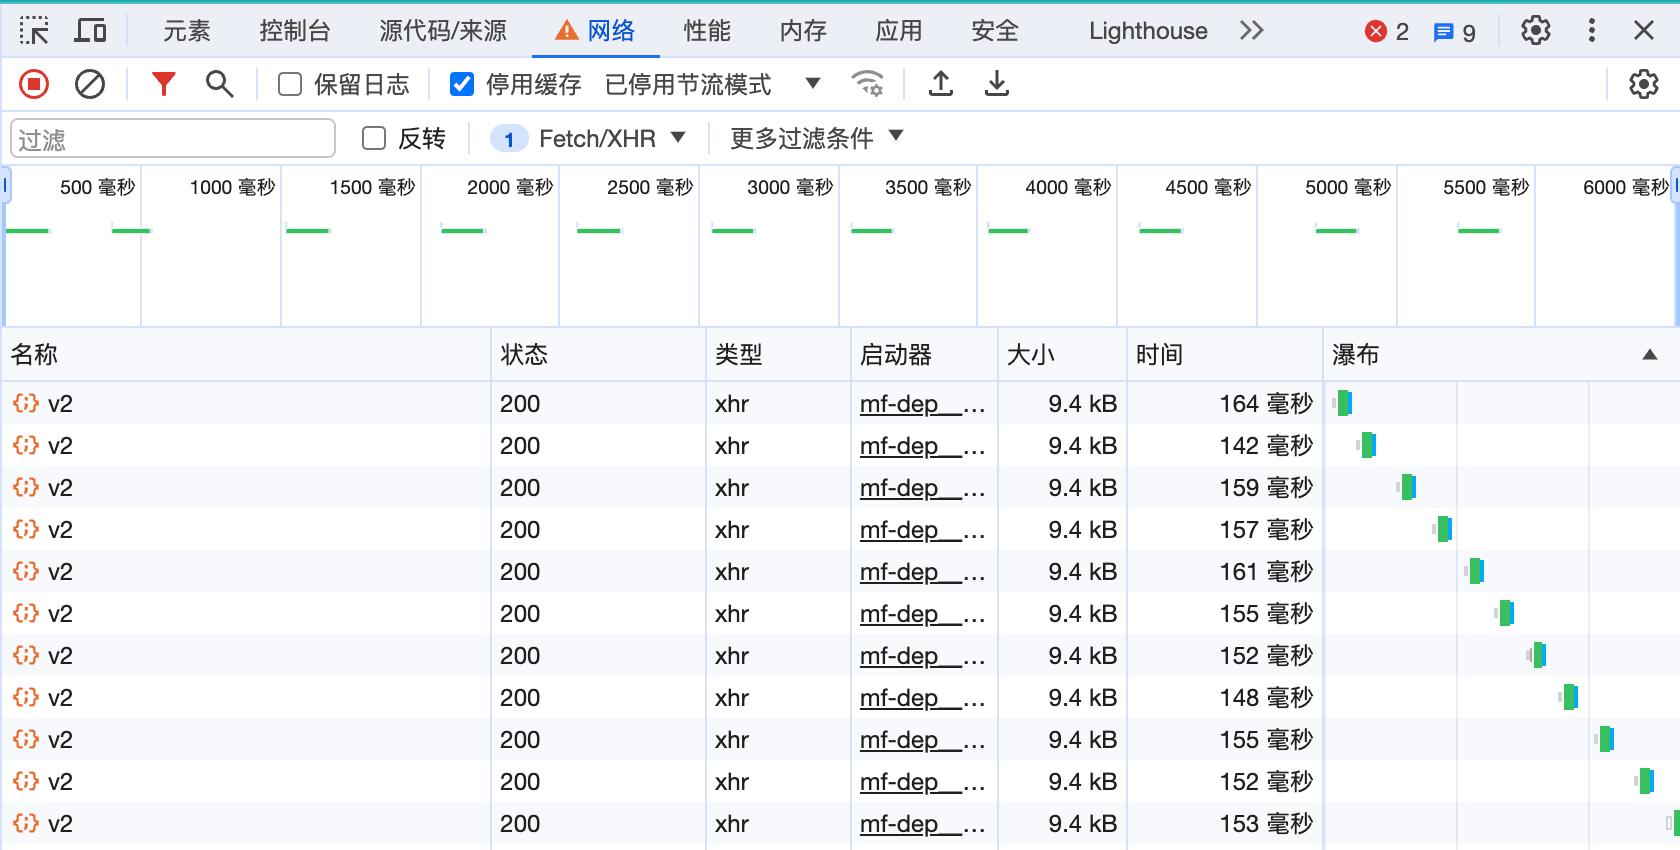 元素 控制台 源代码/来源 网络 性能 内存 应用 安全 Lighthouse 2 9
保留日志 停用缓存 已停用节流模式
过滤 反转 1 Fetch/XHR 更多过滤条件
500 毫秒 1000 毫秒 1500 毫秒 2000 毫秒 2500 毫秒 3000 毫秒 3500 毫秒 4000 毫秒 4500 毫秒 5000 毫秒 5500 毫秒 6000 毫秒
名称 状态 类型 启动器 大小 时间 瀑布
v2 200 xhr mf-dep__… 9.4 kB 164 毫秒
v2 200 xhr mf-dep__… 9.4 kB 142 毫秒
v2 200 xhr mf-dep__… 9.4 kB 159 毫秒
v2 200 xhr mf-dep__… 9.4 kB 157 毫秒
v2 200 xhr mf-dep__… 9.4 kB 161 毫秒
v2 200 xhr mf-dep__… 9.4 kB 155 毫秒
v2 200 xhr mf-dep__… 9.4 kB 152 毫秒
v2 200 xhr mf-dep__… 9.4 kB 148 毫秒
v2 200 xhr mf-dep__… 9.4 kB 155 毫秒
v2 200 xhr mf-dep__… 9.4 kB 152 毫秒
v2 200 xhr mf-dep__… 9.4 kB 153 毫秒